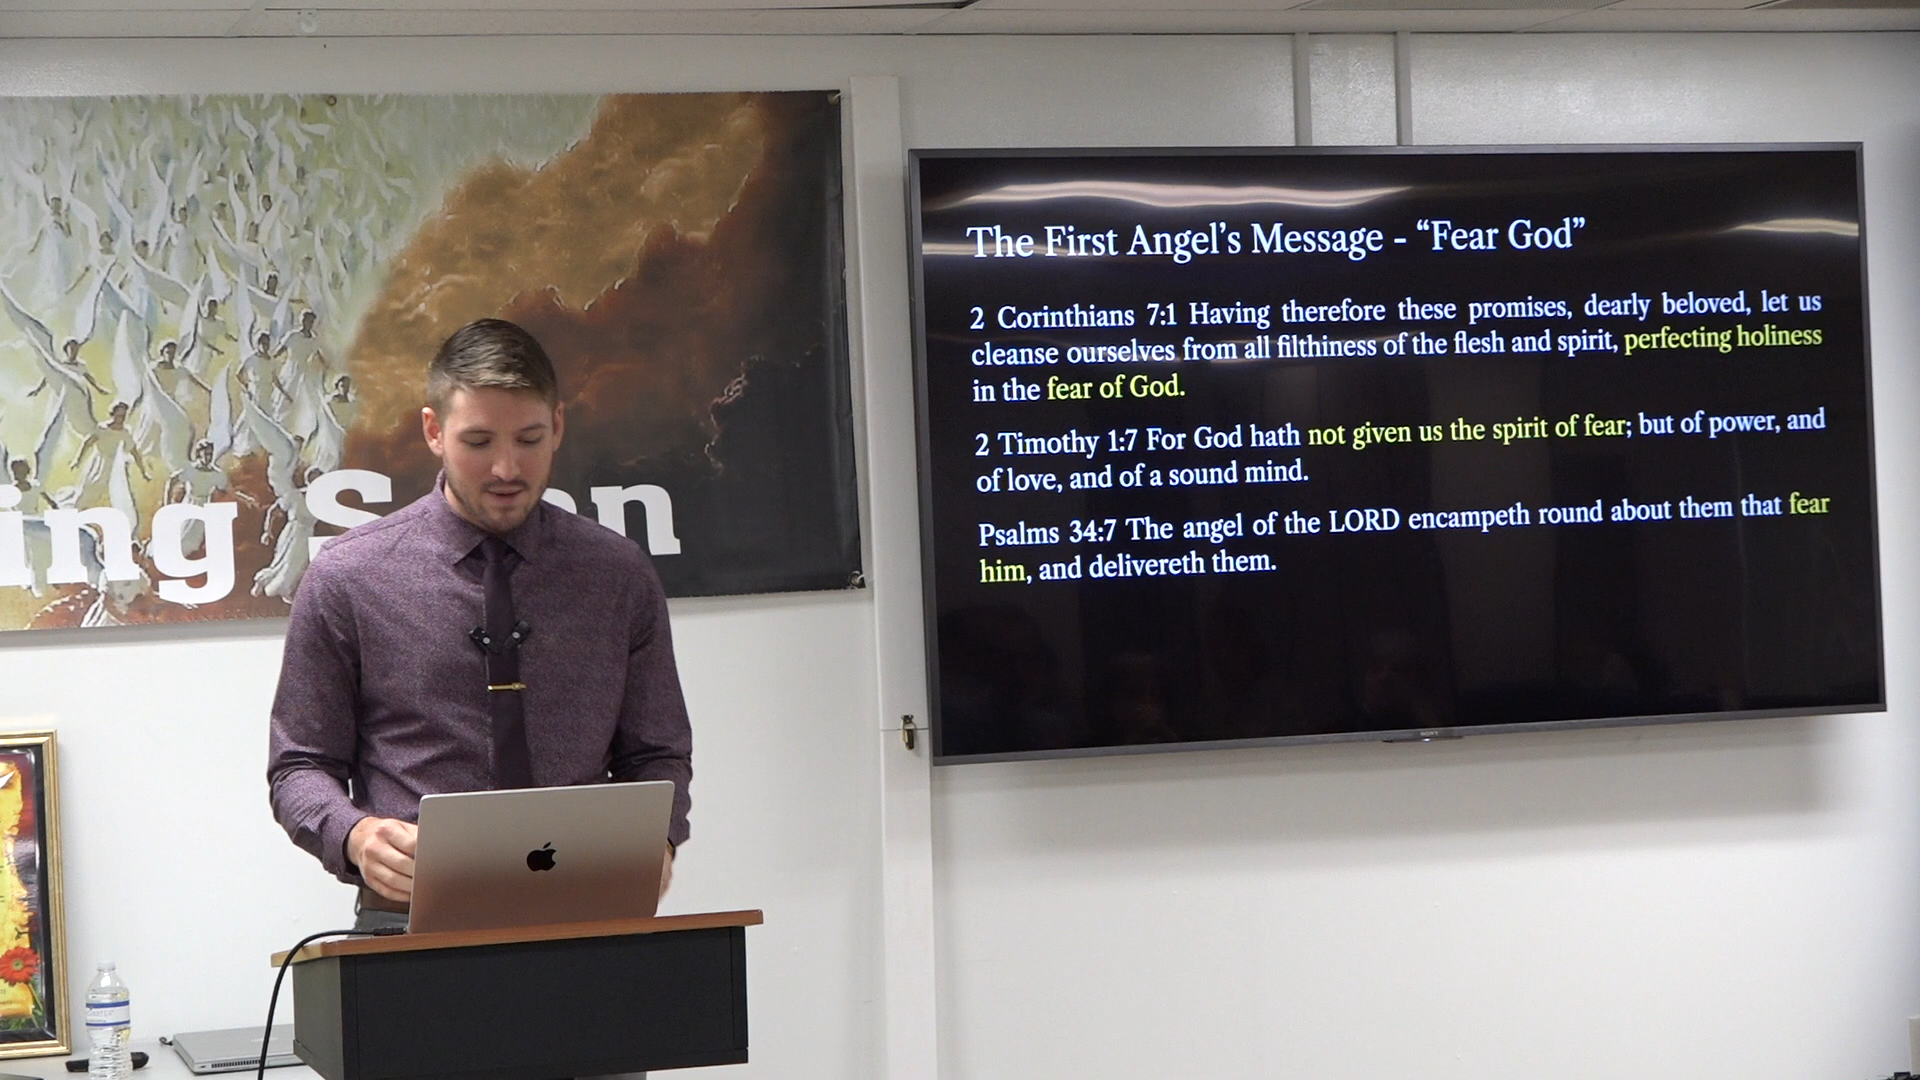 The First Angel's Message - “Fear God”
2 Corinthians 7:1 Having therefore these promises, dearly beloved, let us
cleanse ourselves from all filthiness of the flesh and spirit, perfecting holiness
in the fear of God.
2 Timothy 1:7 For God hath not given us the spirit of fear; but of power, and
of love, and of a sound mind.
Psalms 34:7 The angel of the LORD encampeth round about them that fear
him, and delivereth them.
ing S
n
SONY